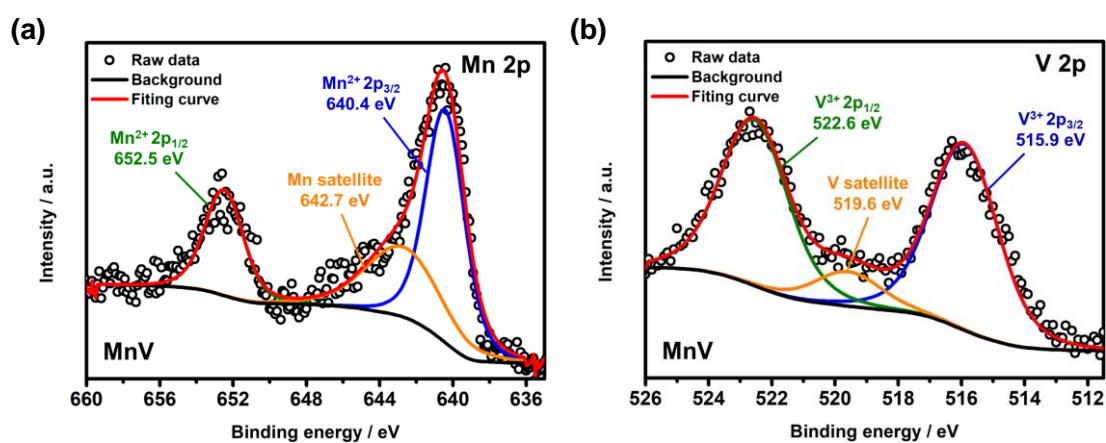 (a)
Raw data
Background
Fiting curve
Mn 2p
Mn²⁺ 2p₃/₂
640.4 eV
Mn²⁺ 2p₁/₂
652.5 eV
Mn satellite
642.7 eV
MnV
Intensity / a.u.
660 656 652 648 644 640 636
Binding energy / eV
(b)
Raw data
Background
Fiting curve
V 2p
V³⁺ 2p₁/₂
522.6 eV
V³⁺ 2p₃/₂
515.9 eV
V satellite
519.6 eV
MnV
Intensity / a.u.
526 524 522 520 518 516 514 512
Binding energy / eV